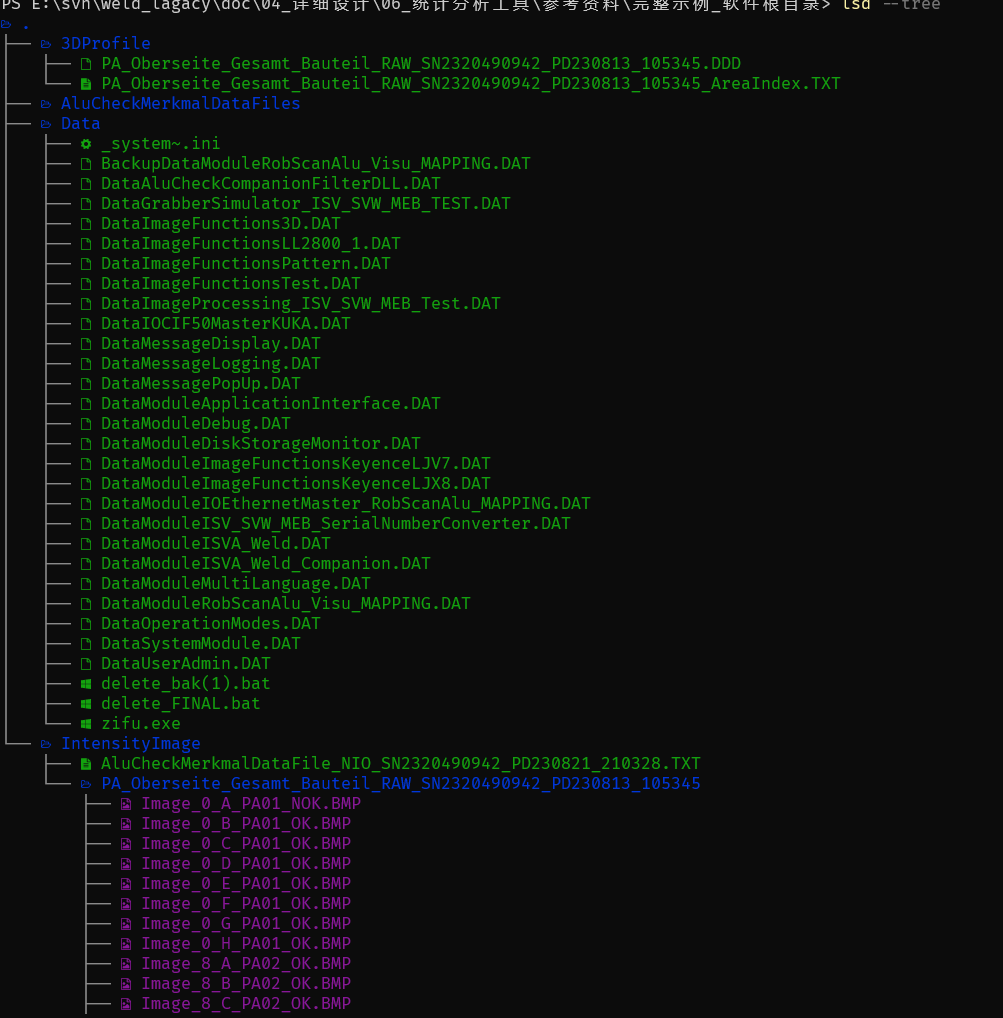 PS E:\svn\weld_lagacy\doc\04_详细设计\06_统计分析工具\参考资料\完整示例_软件根目录> lsd --tree
.
├── 3DProfile
│   ├── PA_Oberseite_Gesamt_Bauteil_RAW_SN2320490942_PD230813_105345.DDD
│   └── PA_Oberseite_Gesamt_Bauteil_RAW_SN2320490942_PD230813_105345_AreaIndex.TXT
├── AluCheckMerkmalDataFiles
├── Data
│   ├── _system~.ini
│   ├── BackupDataModuleRobScanAlu_Visu_MAPPING.DAT
│   ├── DataAluCheckCompanionFilterDLL.DAT
│   ├── DataGrabberSimulator_ISV_SVW_MEB_TEST.DAT
│   ├── DataImageFunctions3D.DAT
│   ├── DataImageFunctionsLL2800_1.DAT
│   ├── DataImageFunctionsPattern.DAT
│   ├── DataImageFunctionsTest.DAT
│   ├── DataImageProcessing_ISV_SVW_MEB_Test.DAT
│   ├── DataIOCIF50MasterKUKA.DAT
│   ├── DataMessageDisplay.DAT
│   ├── DataMessageLogging.DAT
│   ├── DataMessagePopUp.DAT
│   ├── DataModuleApplicationInterface.DAT
│   ├── DataModuleDebug.DAT
│   ├── DataModuleDiskStorageMonitor.DAT
│   ├── DataModuleImageFunctionsKeyenceLJV7.DAT
│   ├── DataModuleImageFunctionsKeyenceLJX8.DAT
│   ├── DataModuleIOEthernetMaster_RobScanAlu_MAPPING.DAT
│   ├── DataModuleISV_SVW_MEB_SerialNumberConverter.DAT
│   ├── DataModuleISVA_Weld.DAT
│   ├── DataModuleISVA_Weld_Companion.DAT
│   ├── DataModuleMultiLanguage.DAT
│   ├── DataModuleRobScanAlu_Visu_MAPPING.DAT
│   ├── DataOperationModes.DAT
│   ├── DataSystemModule.DAT
│   ├── DataUserAdmin.DAT
│   ├── delete_bak(1).bat
│   ├── delete_FINAL.bat
│   └── zifu.exe
└── IntensityImage
    ├── AluCheckMerkmalDataFile_NIO_SN2320490942_PD230821_210328.TXT
    └── PA_Oberseite_Gesamt_Bauteil_RAW_SN2320490942_PD230813_105345
        ├── Image_0_A_PA01_NOK.BMP
        ├── Image_0_B_PA01_OK.BMP
        ├── Image_0_C_PA01_OK.BMP
        ├── Image_0_D_PA01_OK.BMP
        ├── Image_0_E_PA01_OK.BMP
        ├── Image_0_F_PA01_OK.BMP
        ├── Image_0_G_PA01_OK.BMP
        ├── Image_0_H_PA01_OK.BMP
        ├── Image_8_A_PA02_OK.BMP
        ├── Image_8_B_PA02_OK.BMP
        ├── Image_8_C_PA02_OK.BMP